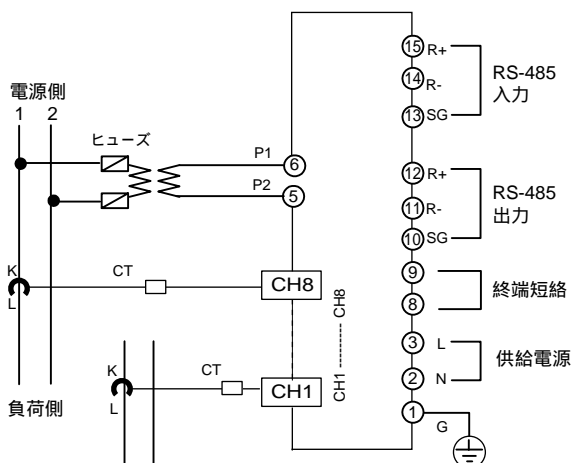 電源側
1 2
ヒューズ
P1
6
P2
5
K
L
CT
CH8
K
L
CT
CH1
CH1 -------- CH8
負荷側
15 R+
14 R-
13 SG
RS-485
入力
12 R+
11 R-
10 SG
RS-485
出力
9
8
終端短絡
3 L
2 N
供給電源
1
G